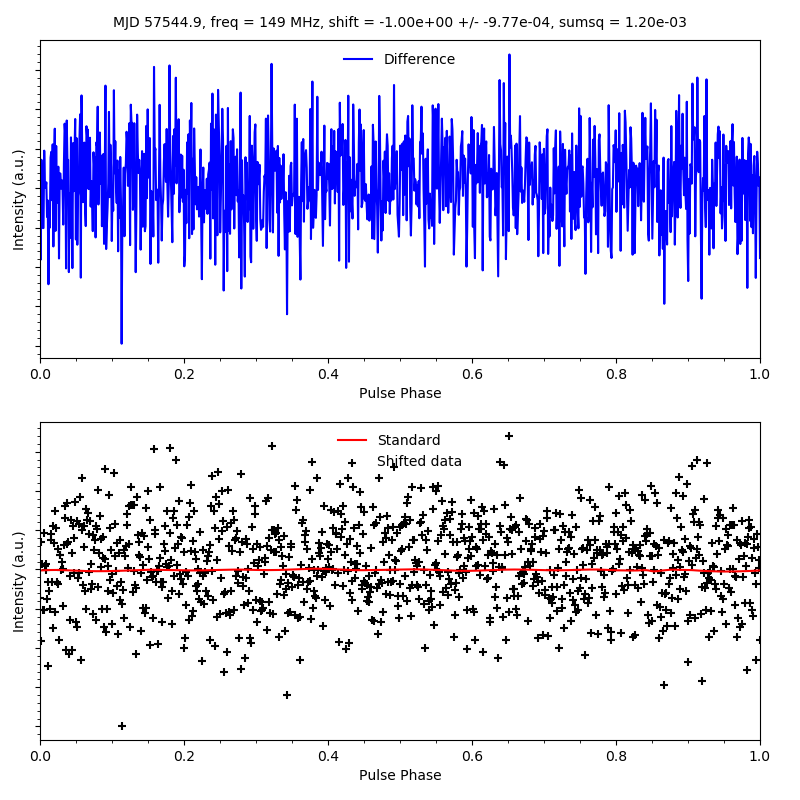 MJD 57544.9, freq = 149 MHz, shift = -1.00e+00 +/- -9.77e-04, sumsq = 1.20e-03
Difference
Intensity (a.u.)
0.0 0.2 0.4 0.6 0.8 1.0
Pulse Phase
Standard
Shifted data
Intensity (a.u.)
0.0 0.2 0.4 0.6 0.8 1.0
Pulse Phase